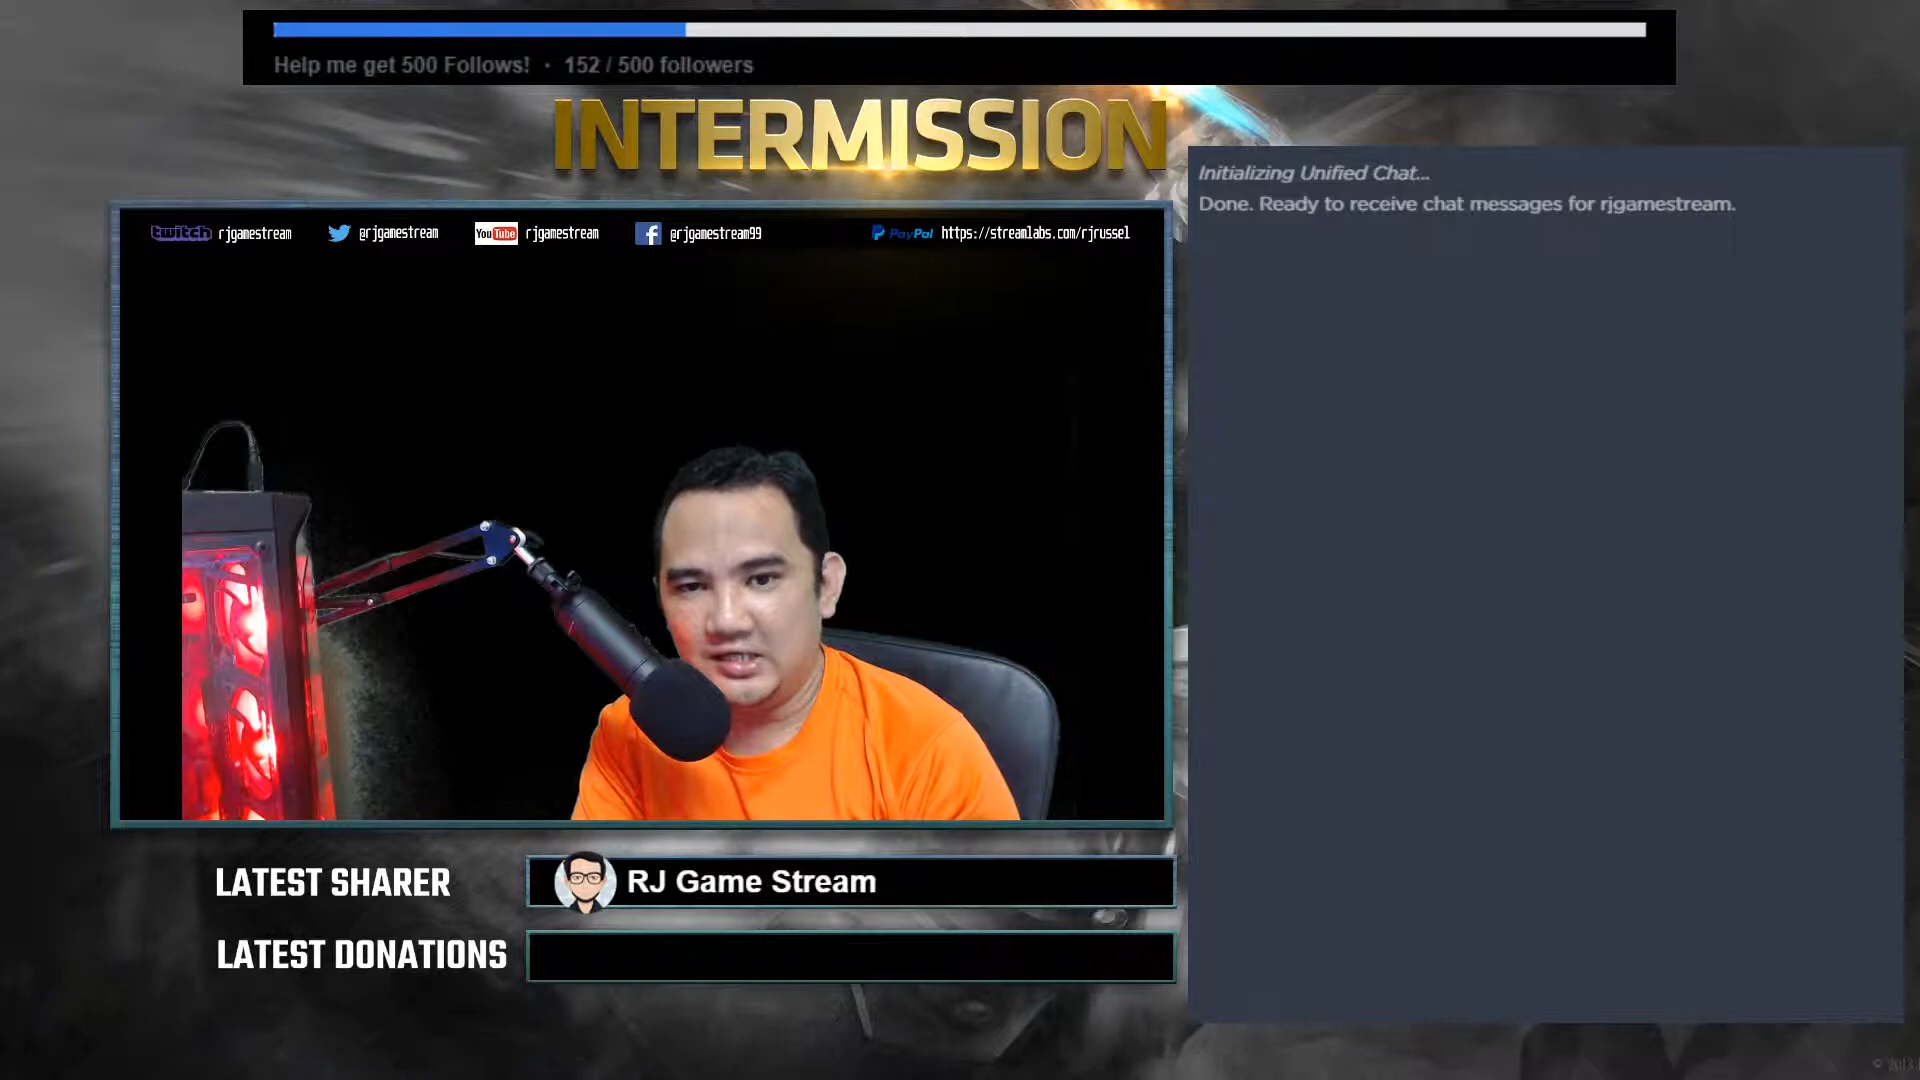 Help me get 500 Follows! · 152 / 500 followers
INTERMISSION
Initializing Unified Chat...
Done. Ready to receive chat messages for rjgamestream.
twitch rjgamestream @rjgamestream YouTube rjgamestream f @rjgamestream99 PayPal https://streamlabs.com/rjrussel
LATEST SHARER RJ Game Stream
LATEST DONATIONS
© 2013